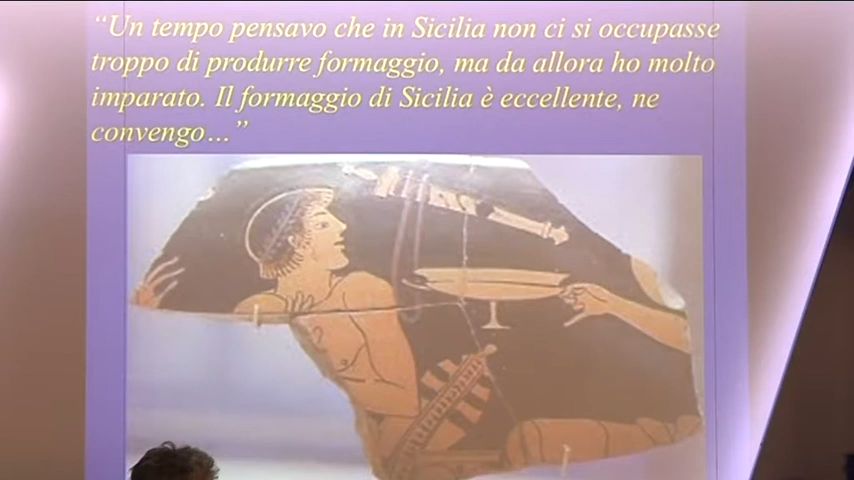 “Un tempo pensavo che in Sicilia non ci si occupasse
troppo di produrre formaggio, ma da allora ho molto
imparato. Il formaggio di Sicilia è eccellente, ne
convengo…”